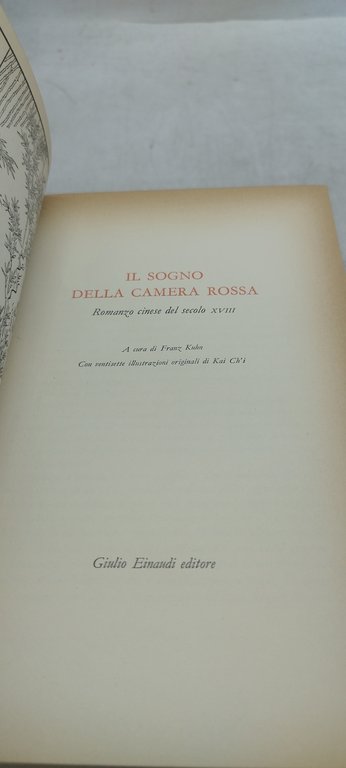 IL SOGNO
DELLA CAMERA ROSSA
Romanzo cinese del secolo XVIII
A cura di Franz Kuhn
Con ventisette illustrazioni originali di Kai Ch'i
Giulio Einaudi editore